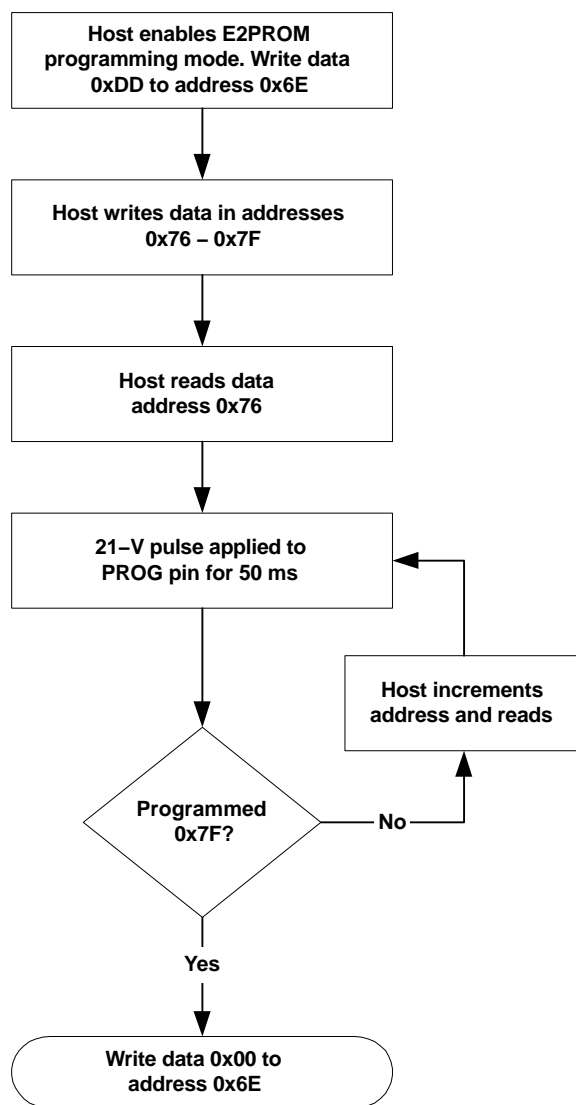 Host enables E2PROM
programming mode. Write data
0xDD to address 0x6E
Host writes data in addresses
0x76 – 0x7F
Host reads data
address 0x76
21–V pulse applied to
PROG pin for 50 ms
Host increments
address and reads
Programmed
0x7F?
No
Yes
Write data 0x00 to
address 0x6E